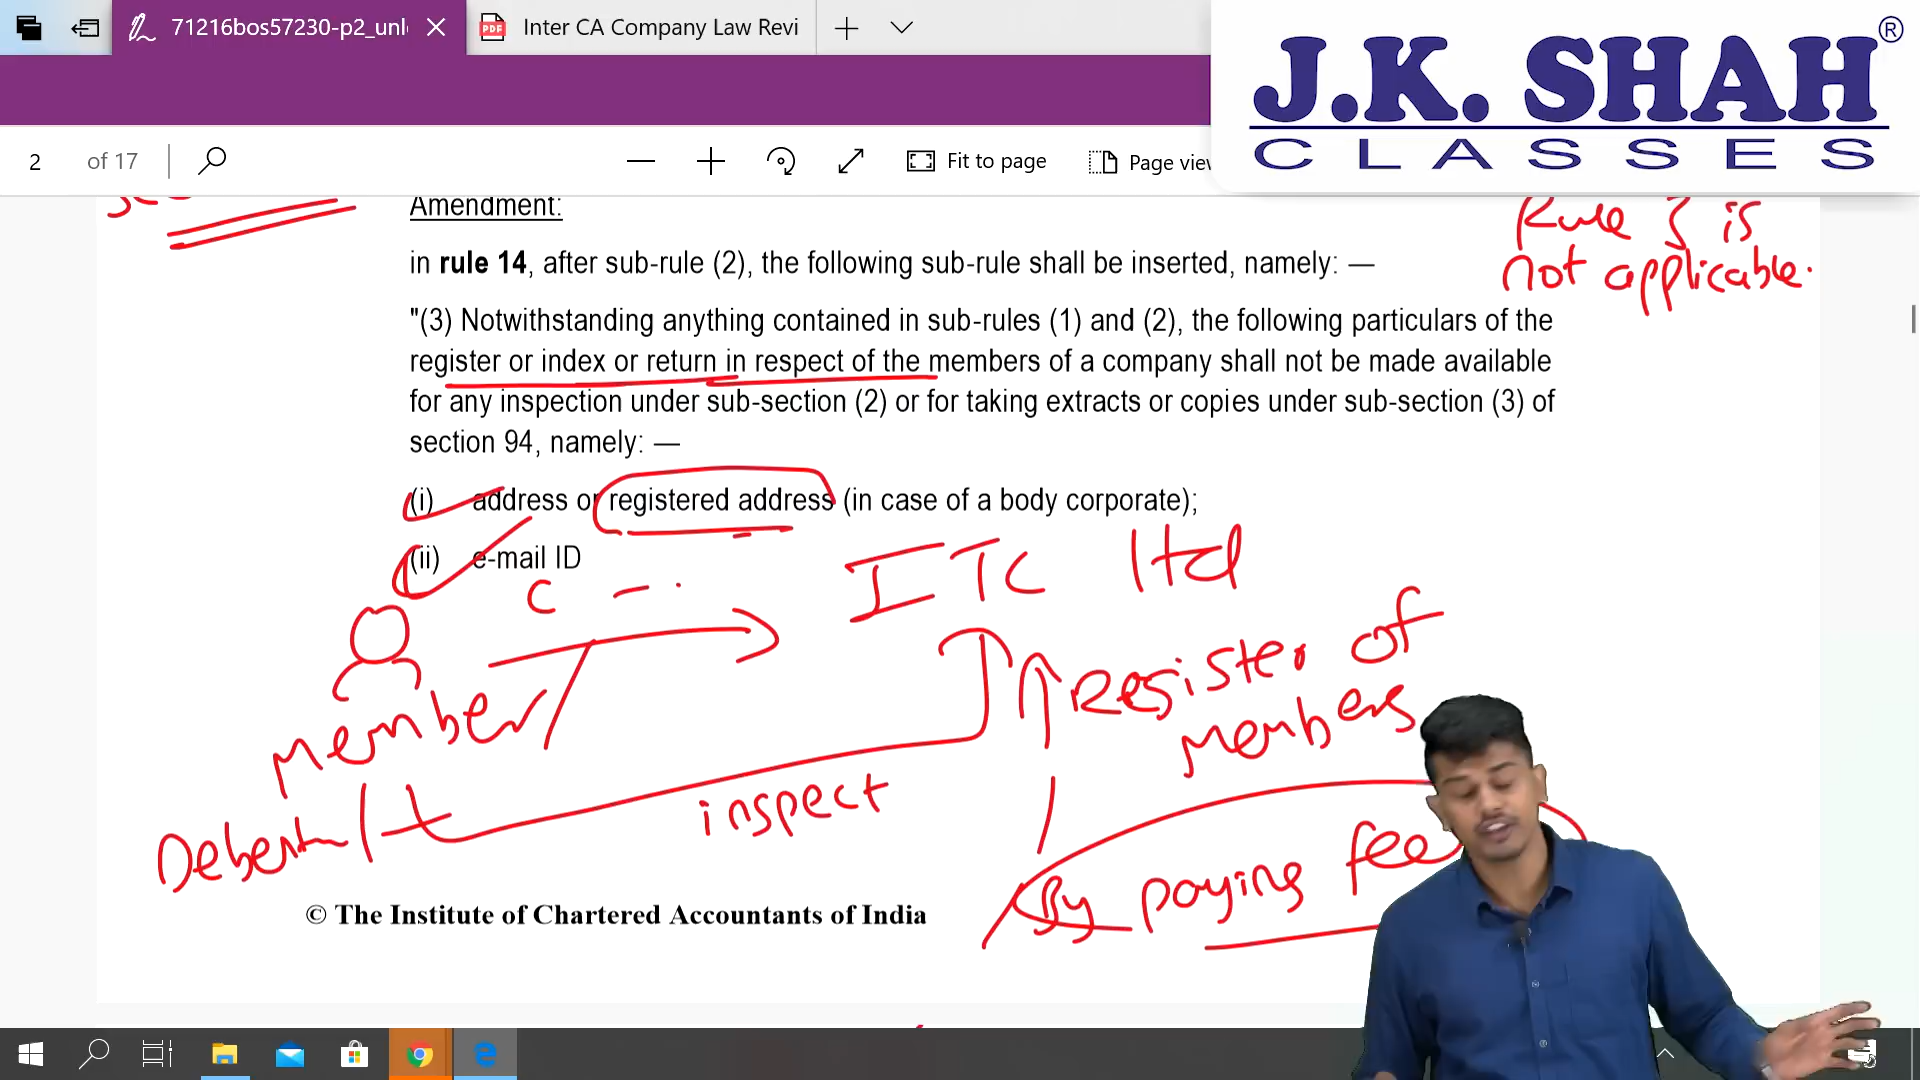 71216bos57230-p2_unl
Inter CA Company Law Revi
J.K. SHAH®
CLASSES
2 of 17
Fit to page
Page view
Amendment:
Rule 3 is
not applicable.
in rule 14, after sub-rule (2), the following sub-rule shall be inserted, namely: —
"(3) Notwithstanding anything contained in sub-rules (1) and (2), the following particulars of the
register or index or return in respect of the members of a company shall not be made available
for any inspection under sub-section (2) or for taking extracts or copies under sub-section (3) of
section 94, namely: —
(i) address or registered address (in case of a body corporate);
(ii) e-mail ID
ITC ltd
Register of
members
member/
inspect
By paying fee
© The Institute of Chartered Accountants of India